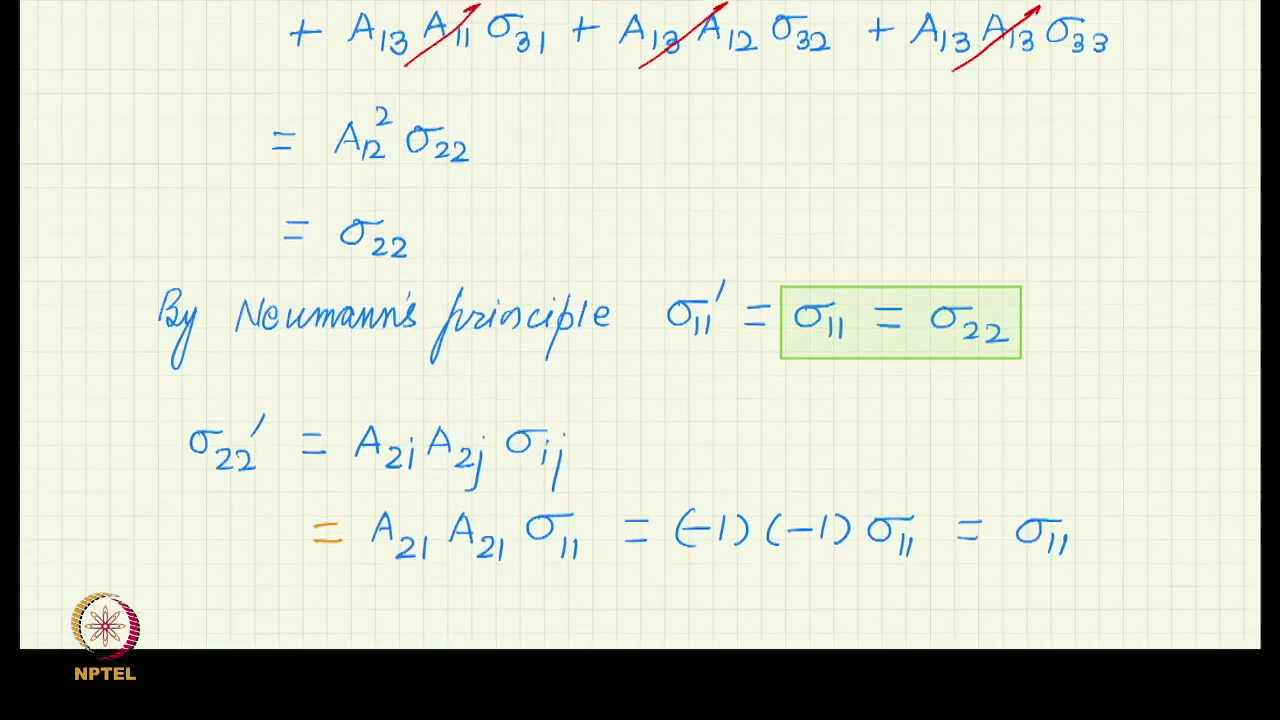 + A₁₃ A₁₁ σ₃₁ + A₁₃ A₁₂ σ₃₂ + A₁₃ A₁₃ σ₃₃
= A₁₂² σ₂₂
= σ₂₂
By Neumann's principle σ₁₁′ = σ₁₁ = σ₂₂
σ₂₂′ = A₂ᵢ A₂ⱼ σᵢⱼ
= A₂₁ A₂₁ σ₁₁ = (-1) (-1) σ₁₁ = σ₁₁
NPTEL